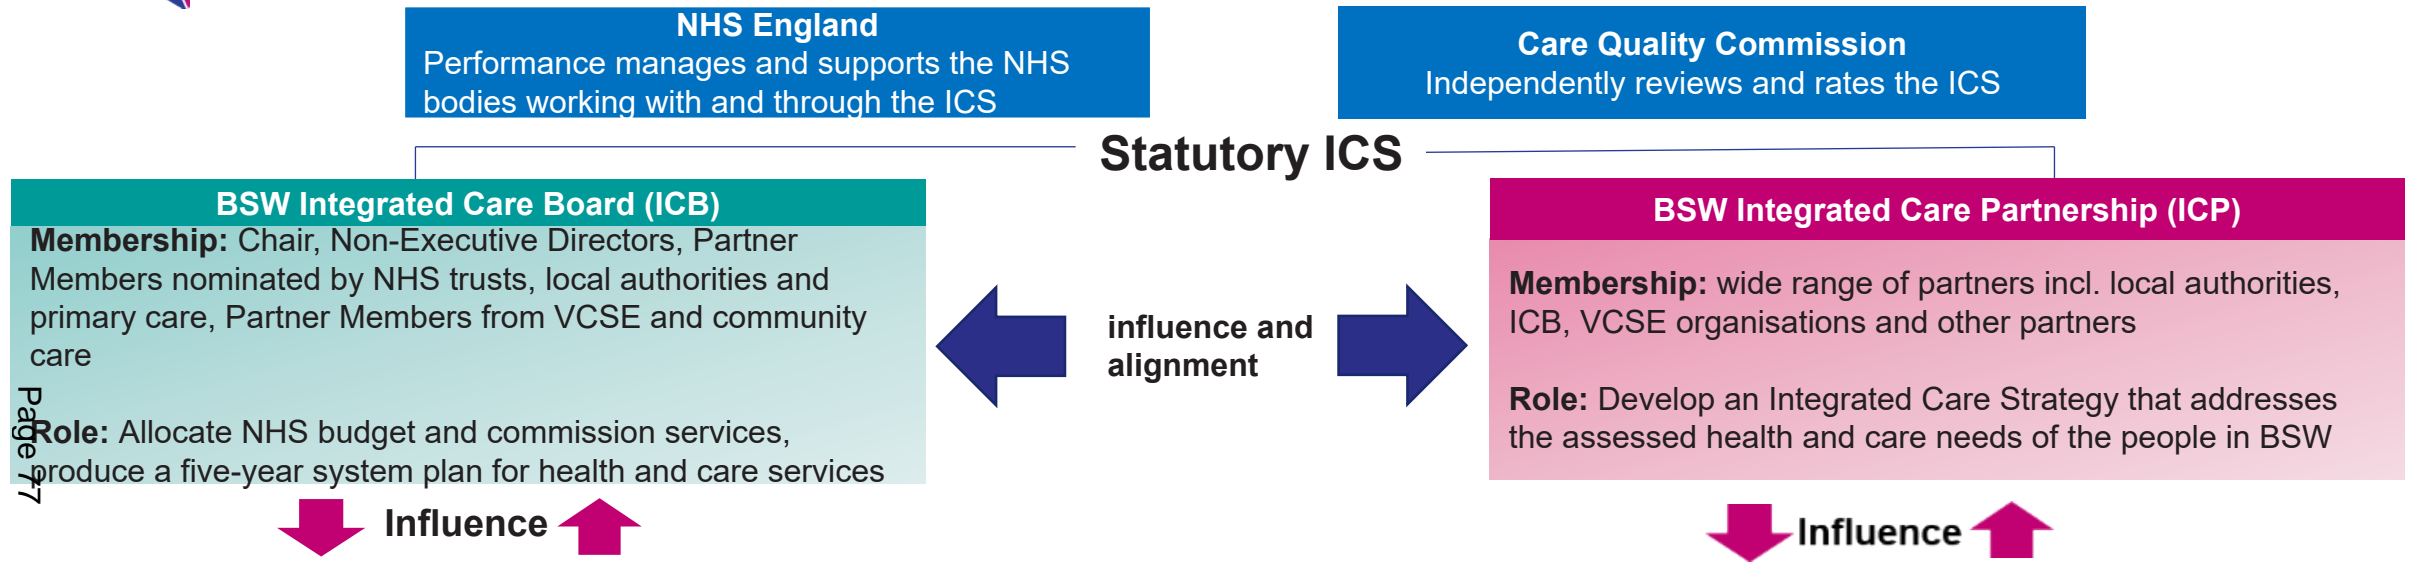 NHS England
Performance manages and supports the NHS
bodies working with and through the ICS
Care Quality Commission
Independently reviews and rates the ICS
Statutory ICS
BSW Integrated Care Board (ICB)
Membership: Chair, Non-Executive Directors, Partner
Members nominated by NHS trusts, local authorities and
primary care, Partner Members from VCSE and community
care
Role: Allocate NHS budget and commission services,
produce a five-year system plan for health and care services
influence and
alignment
BSW Integrated Care Partnership (ICP)
Membership: wide range of partners incl. local authorities,
ICB, VCSE organisations and other partners
Role: Develop an Integrated Care Strategy that addresses
the assessed health and care needs of the people in BSW
Influence
Influence
Page 77